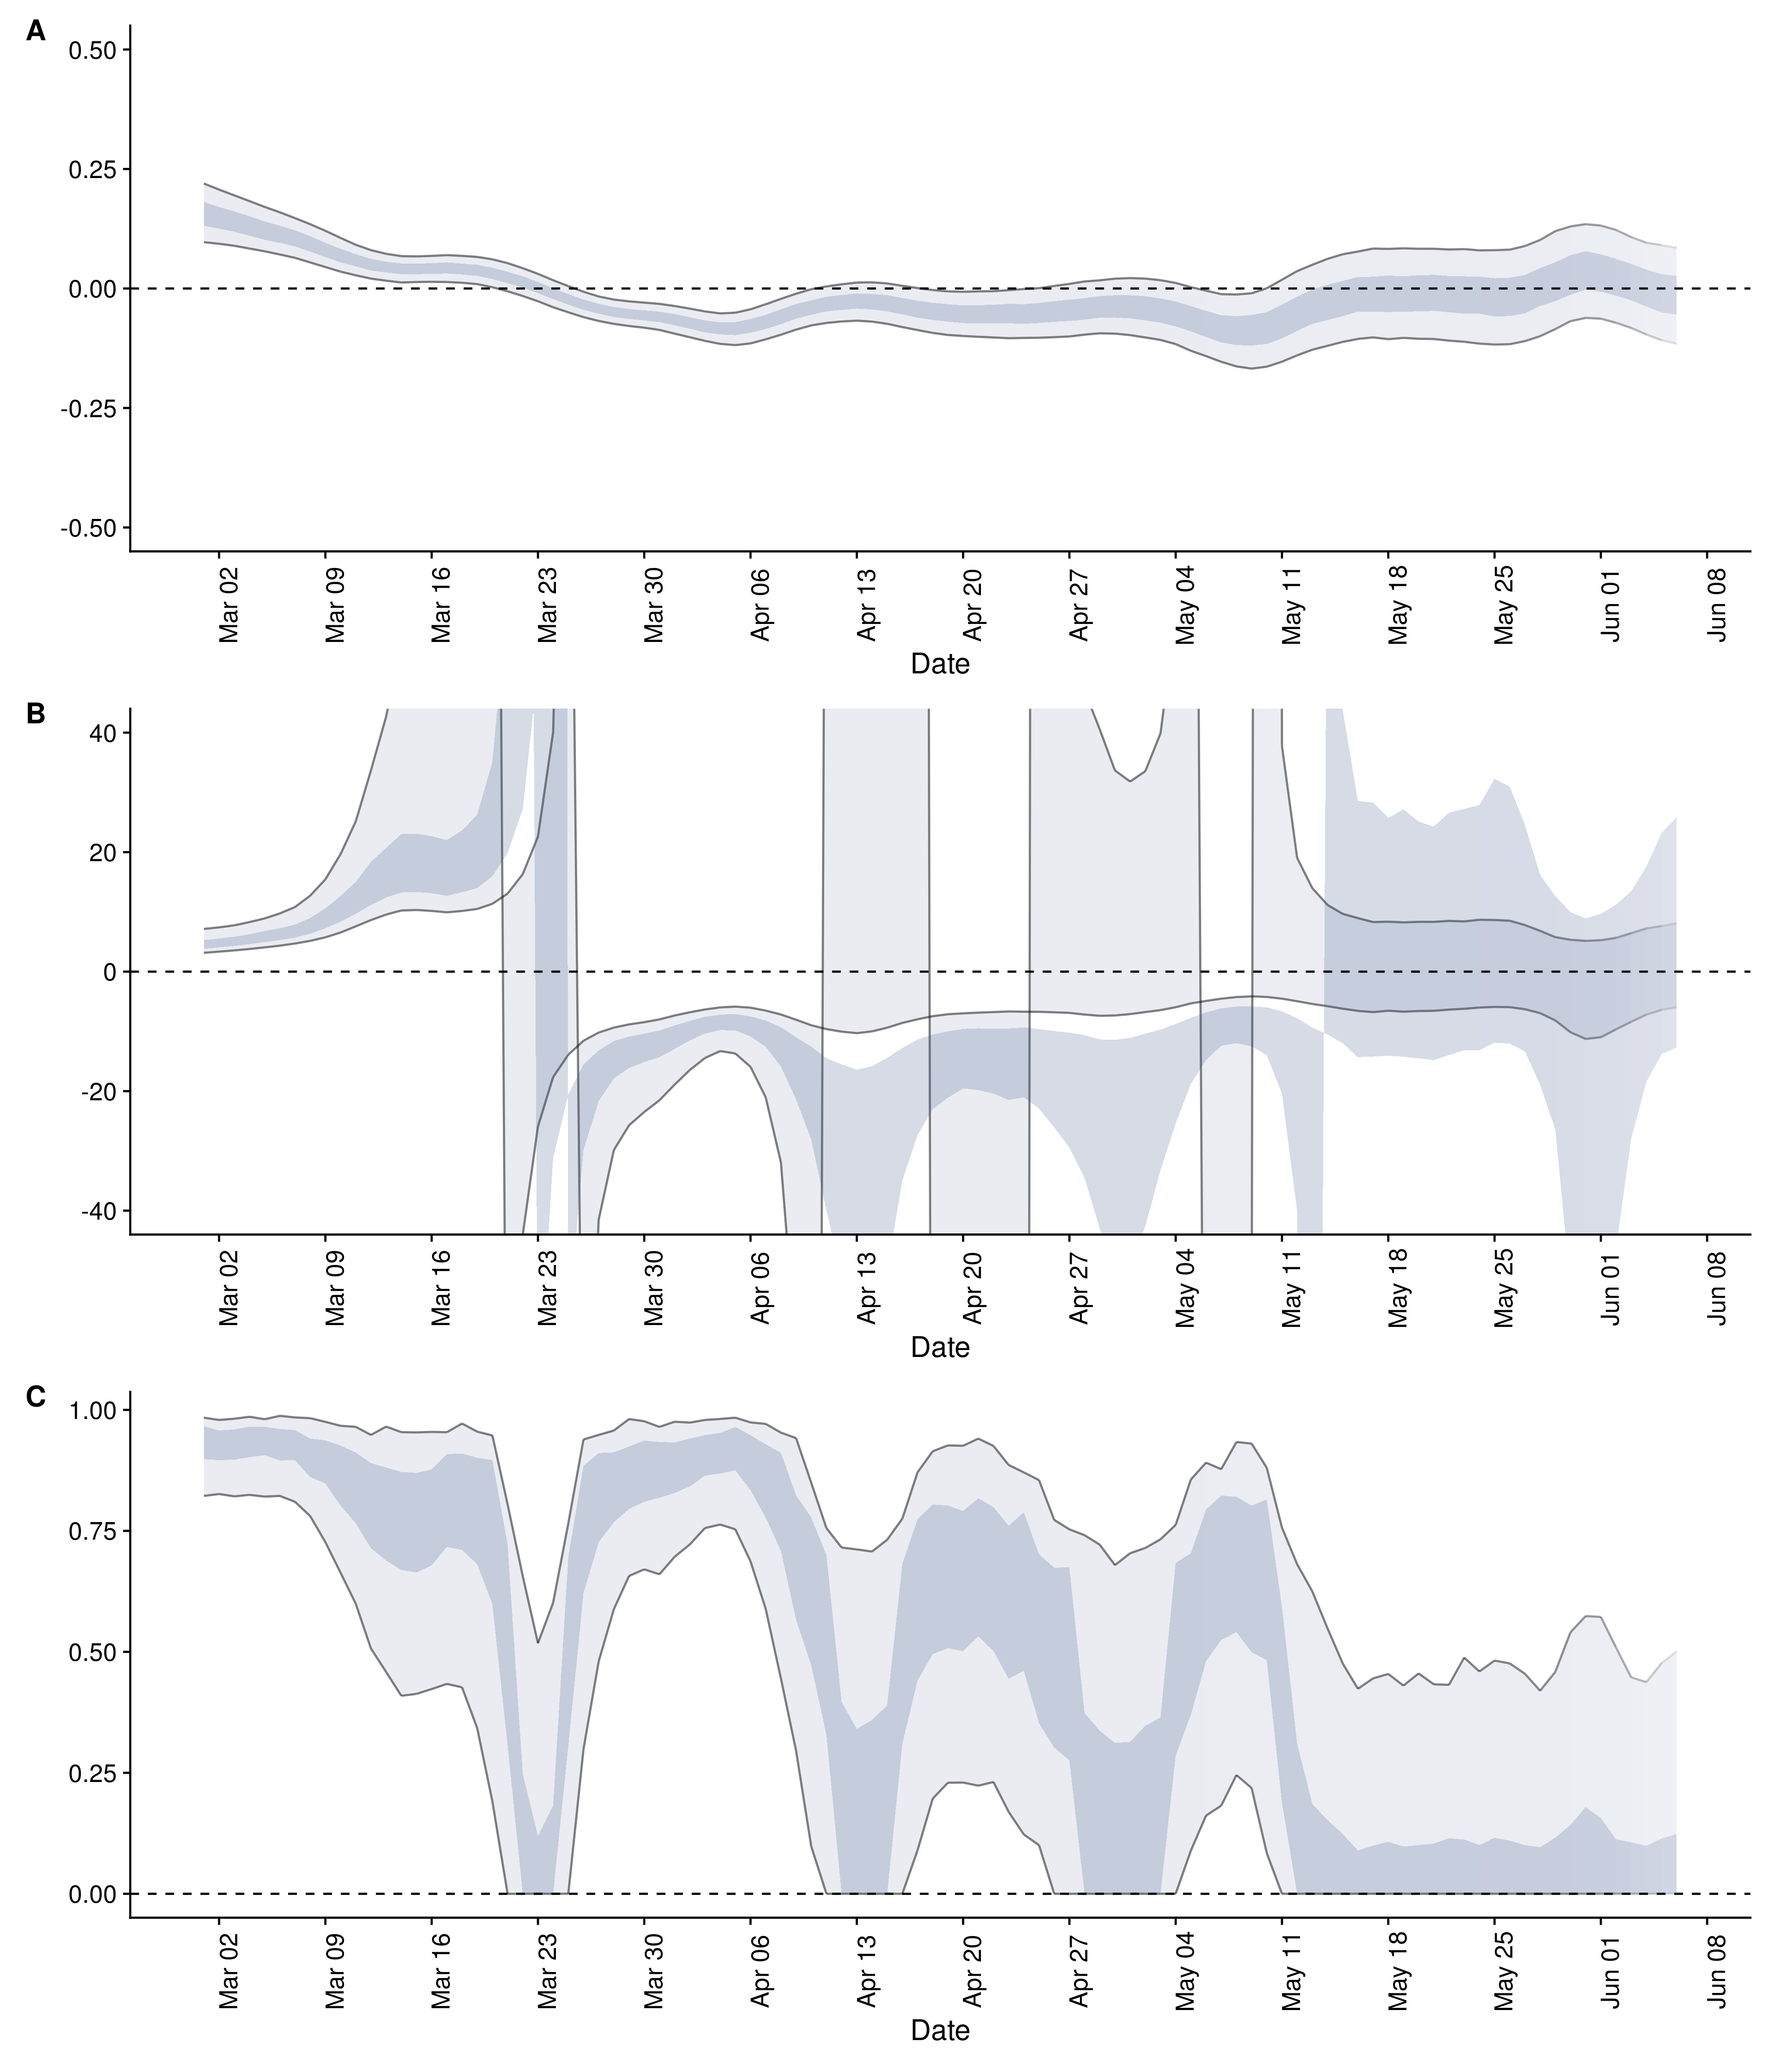 A
0.50
0.25
0.00
-0.25
-0.50
Mar 02
Mar 09
Mar 16
Mar 23
Mar 30
Apr 06
Apr 13
Apr 20
Apr 27
May 04
May 11
May 18
May 25
Jun 01
Jun 08
Date
B
40
20
0
-20
-40
Mar 02
Mar 09
Mar 16
Mar 23
Mar 30
Apr 06
Apr 13
Apr 20
Apr 27
May 04
May 11
May 18
May 25
Jun 01
Jun 08
Date
C
1.00
0.75
0.50
0.25
0.00
Mar 02
Mar 09
Mar 16
Mar 23
Mar 30
Apr 06
Apr 13
Apr 20
Apr 27
May 04
May 11
May 18
May 25
Jun 01
Jun 08
Date